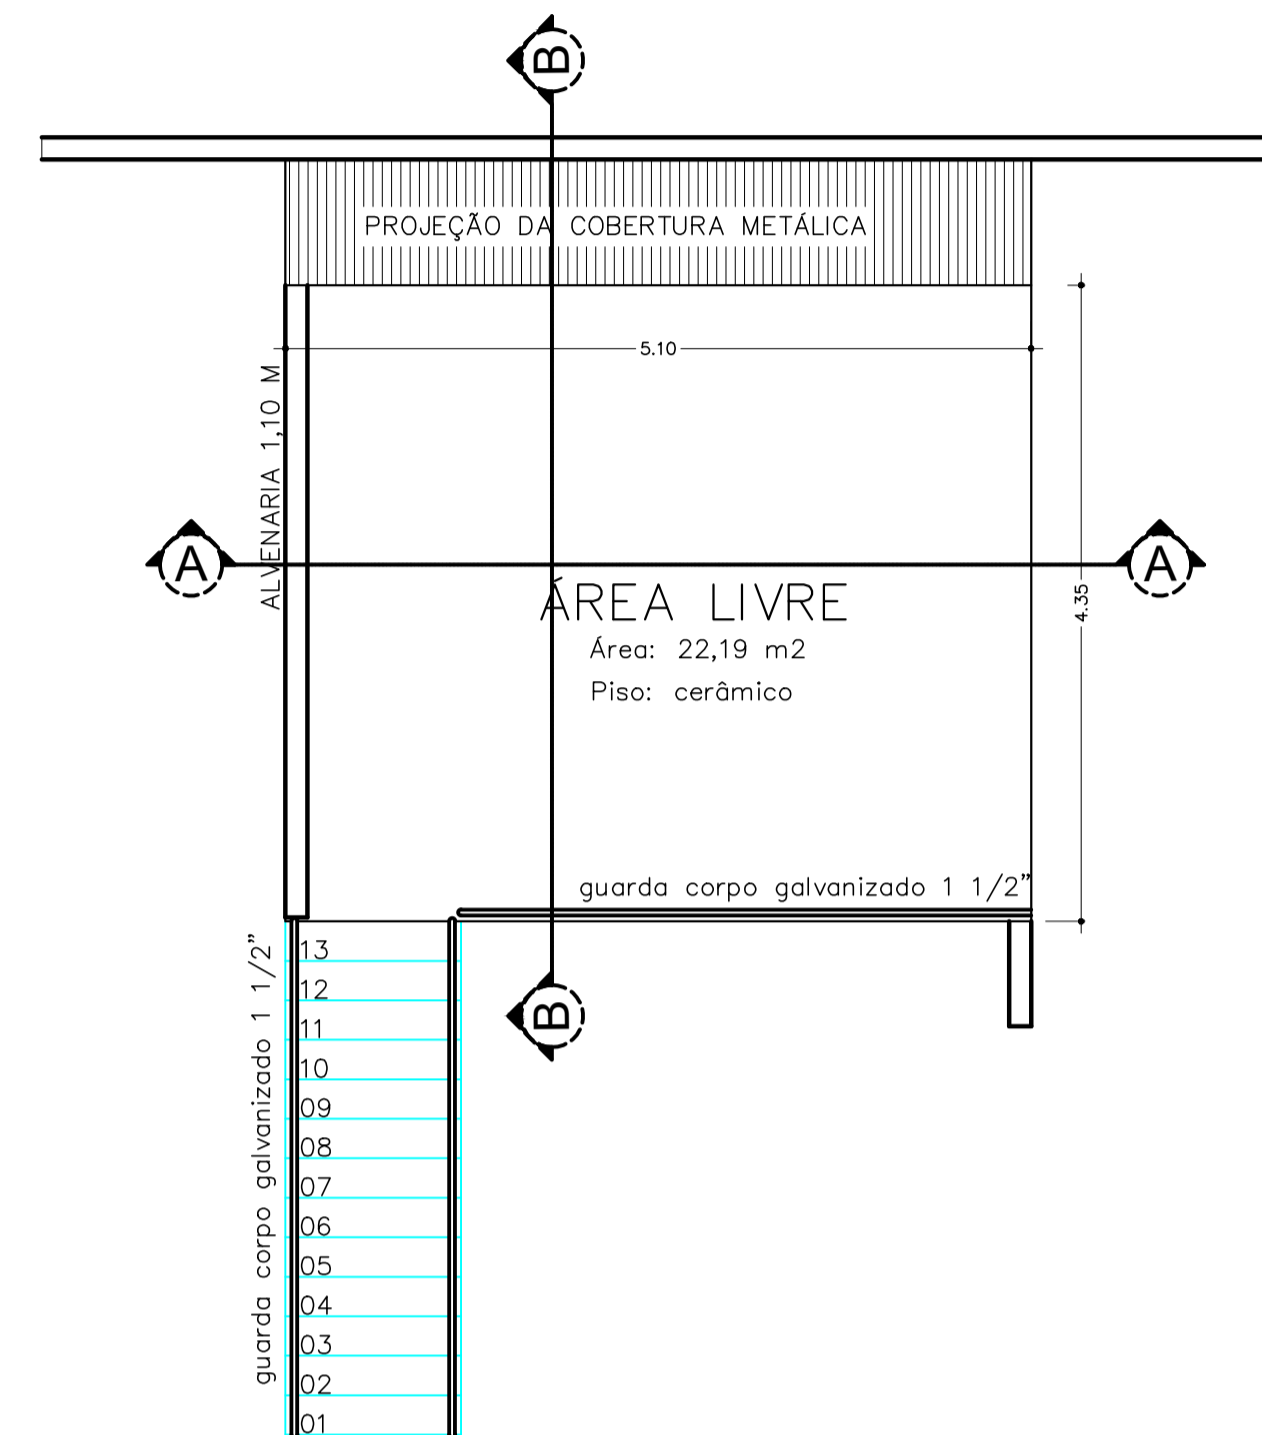 B
PROJEÇÃO DA COBERTURA METÁLICA
5.10
ALVENARIA 1,10 M
A
A
ÁREA LIVRE
Área: 22,19 m2
Piso: cerâmico
4.35
guarda corpo galvanizado 1 1/2”
guarda corpo galvanizado 1 1/2”
13
12
B
11
10
09
08
07
06
05
04
03
02
01